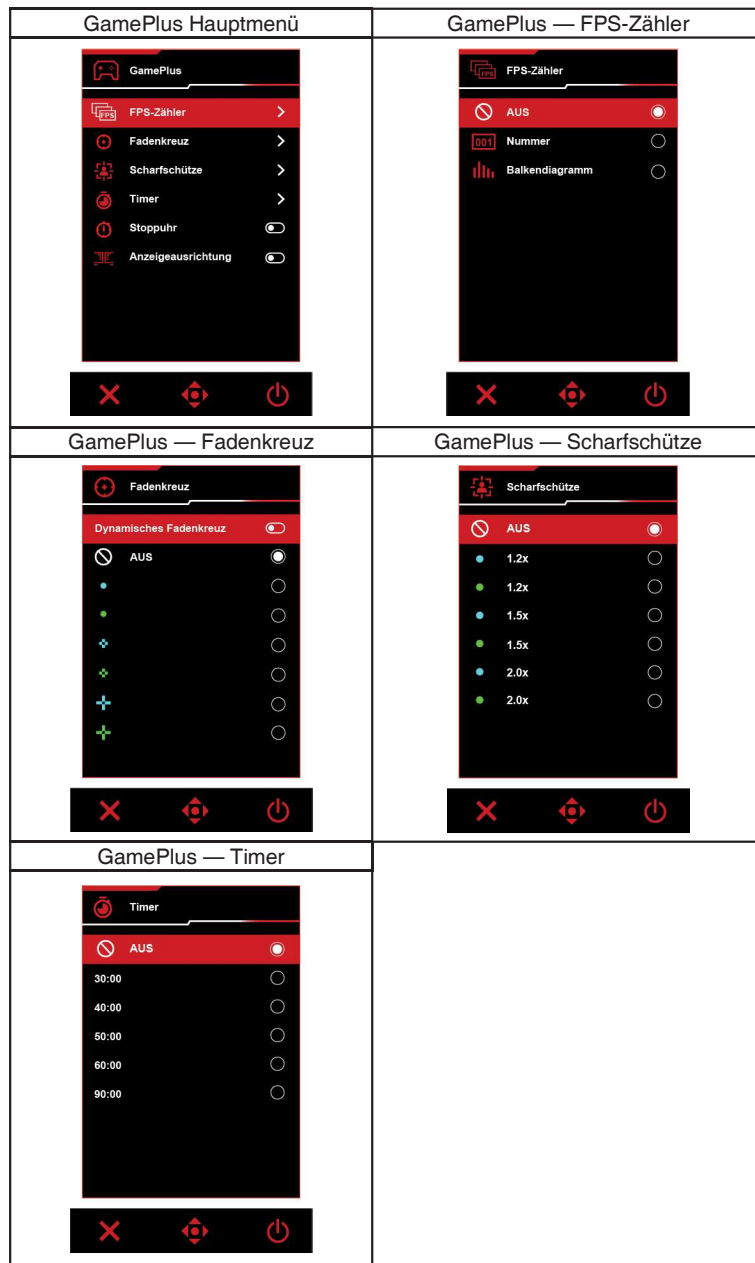 GamePlus Hauptmenü
GamePlus
FPS
FPS-Zähler
Fadenkreuz
Scharfschütze
Timer
Stoppuhr
Anzeigeausrichtung
GamePlus — FPS-Zähler
FPS
FPS-Zähler
AUS
001 Nummer
Balkendiagramm
GamePlus — Fadenkreuz
Fadenkreuz
Dynamisches Fadenkreuz
AUS
GamePlus — Scharfschütze
Scharfschütze
AUS
1.2x
1.2x
1.5x
1.5x
2.0x
2.0x
GamePlus — Timer
Timer
AUS
30:00
40:00
50:00
60:00
90:00